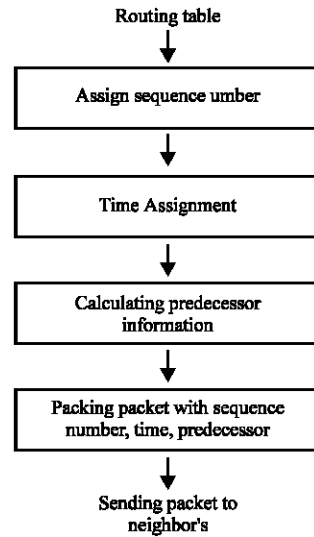 Routing table
Assign sequence umber
Time Assignment
Calculating predecessor
information
Packing packet with sequence
number, time, predecessor
Sending packet to
neighbor's